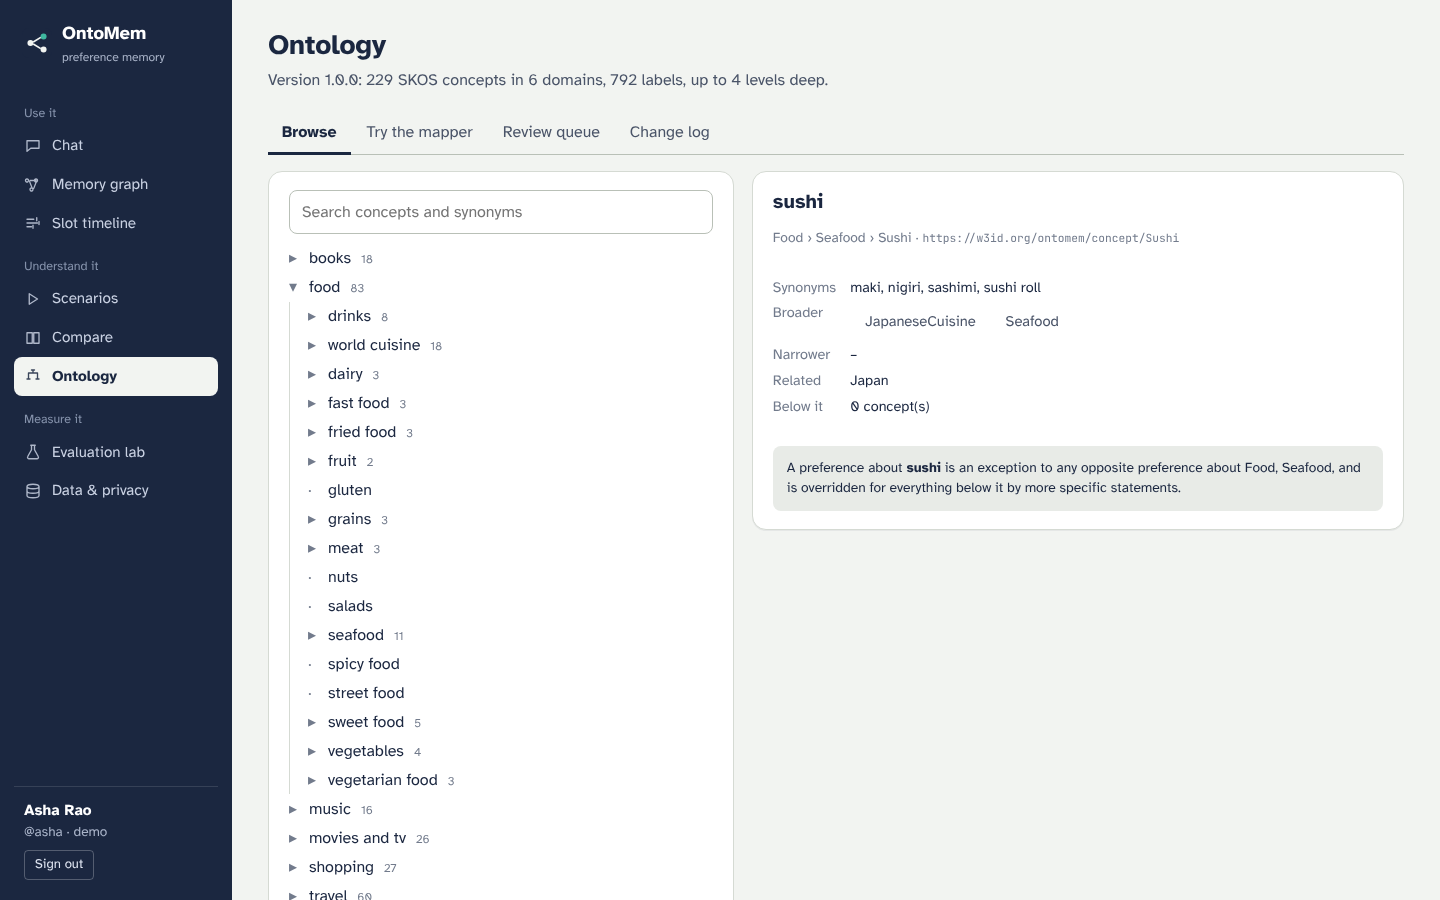 OntoMem
preference memory
Use it
Chat
Memory graph
Slot timeline
Understand it
Scenarios
Compare
Ontology
Measure it
Evaluation lab
Data & privacy
Asha Rao
@asha · demo
Sign out
Ontology
Version 1.0.0: 229 SKOS concepts in 6 domains, 792 labels, up to 4 levels deep.
Browse Try the mapper Review queue Change log
Search concepts and synonyms
▶ books 18
▼ food 83
▶ drinks 8
▶ world cuisine 18
▶ dairy 3
▶ fast food 3
▶ fried food 3
▶ fruit 2
· gluten
▶ grains 3
▶ meat 3
· nuts
· salads
▶ seafood 11
· spicy food
· street food
▶ sweet food 5
▶ vegetables 4
▶ vegetarian food 3
▶ music 16
▶ movies and tv 26
▶ shopping 27
▶ travel 60
sushi
Food › Seafood › Sushi · https://w3id.org/ontomem/concept/Sushi
Synonyms maki, nigiri, sashimi, sushi roll
Broader JapaneseCuisine Seafood
Narrower –
Related Japan
Below it 0 concept(s)
A preference about sushi is an exception to any opposite preference about Food, Seafood, and
is overridden for everything below it by more specific statements.